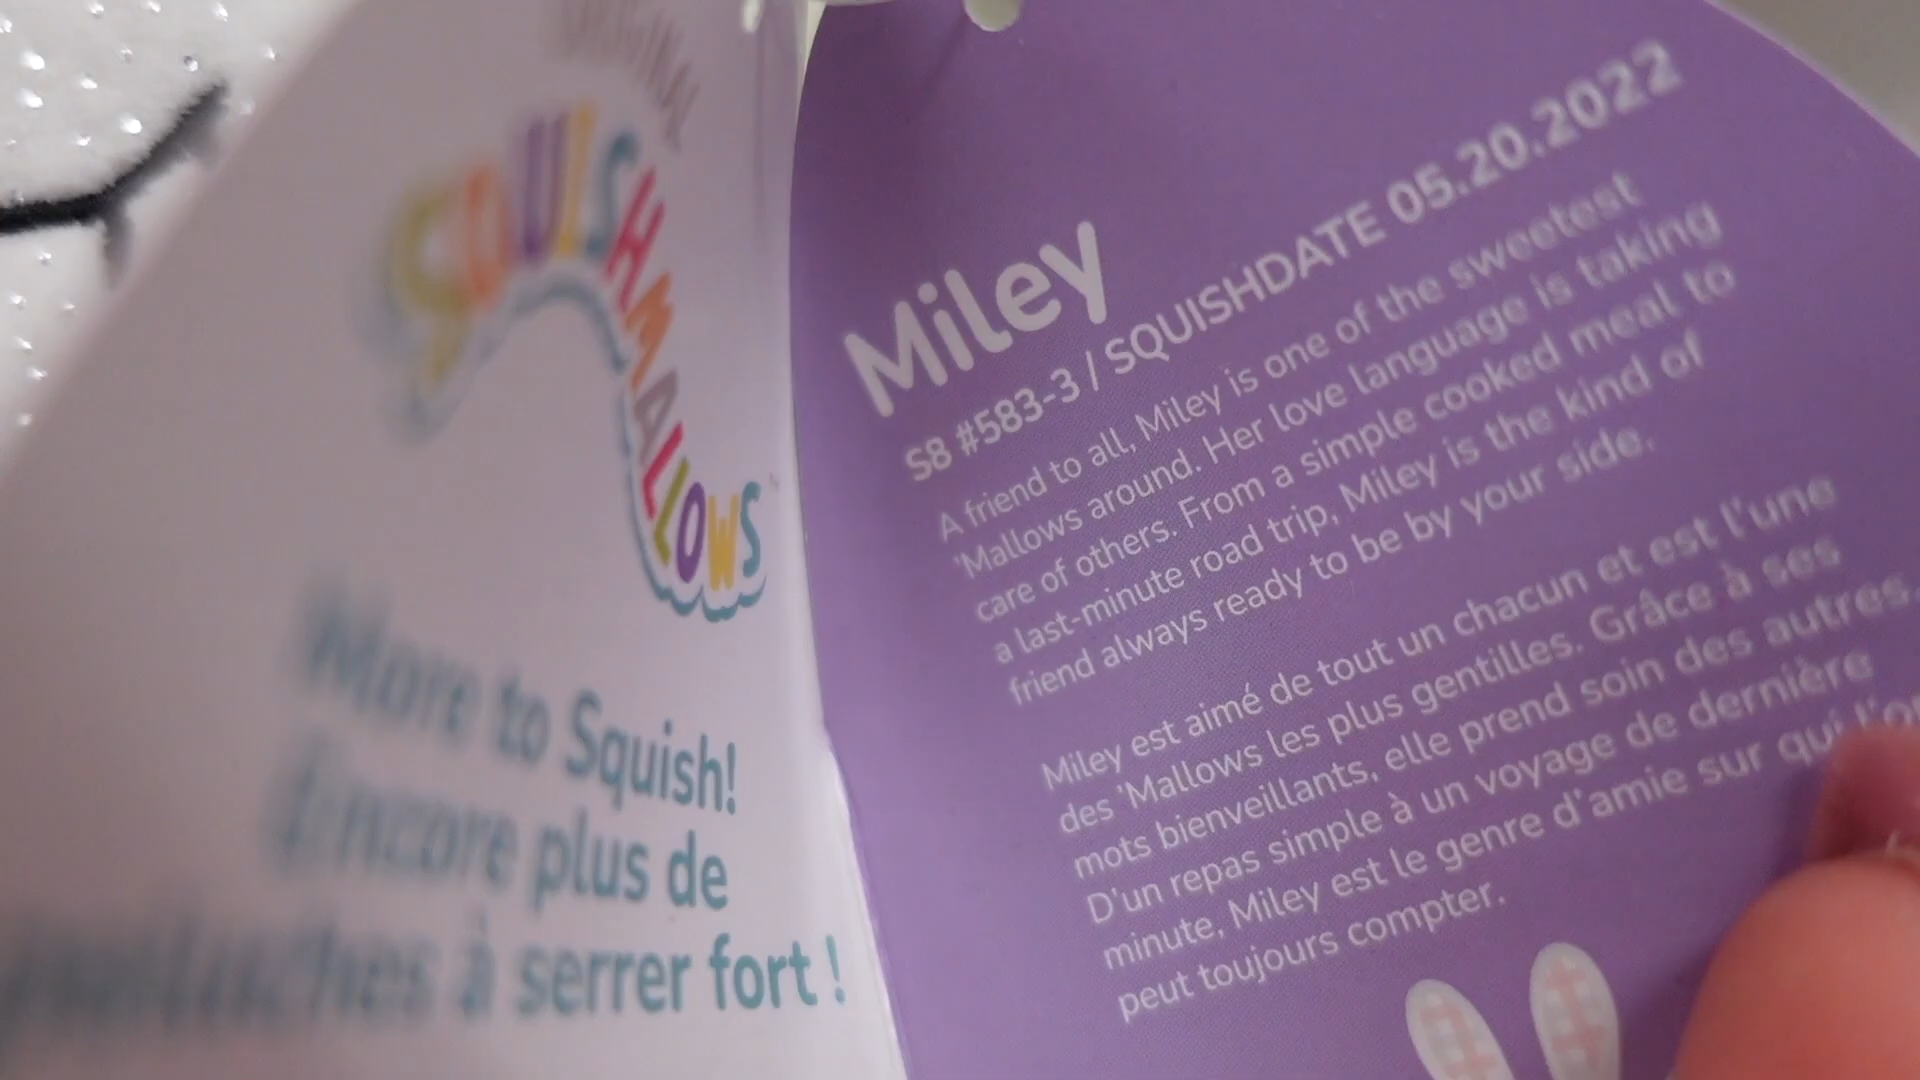 ORIGINAL
SQUISHMALLOWS
More to Squish!
Encore plus de
à serrer fort !
Miley
S8 #583-3 / SQUISHDATE 05.20.2022
A friend to all, Miley is one of the sweetest
'Mallows around. Her love language is taking
care of others. From a simple cooked meal to
a last-minute road trip, Miley is the kind of
friend always ready to be by your side.
Miley est aimé de tout un chacun et est l'une
des 'Mallows les plus gentilles. Grâce à ses
mots bienveillants, elle prend soin des autres.
D'un repas simple à un voyage de dernière
minute, Miley est le genre d'amie sur qui l'on
peut toujours compter.